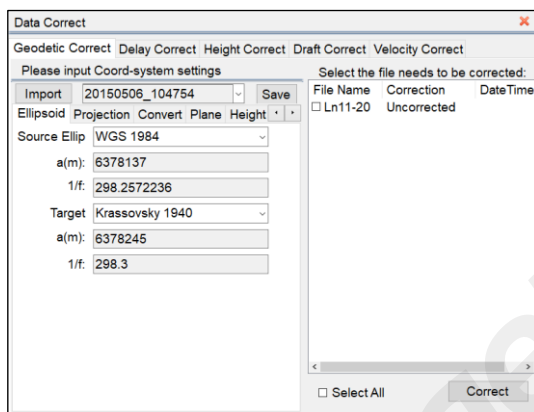 Data Correct
Geodetic Correct Delay Correct Height Correct Draft Correct Velocity Correct
Please input Coord-system settings
Import 20150506_104754 Save
Ellipsoid Projection Convert Plane Height
Source Ellip WGS 1984
a(m): 6378137
1/f: 298.2572236
Target Krassovsky 1940
a(m): 6378245
1/f: 298.3
Select the file needs to be corrected:
File Name Correction DateTime
Ln11-20 Uncorrected
Select All Correct